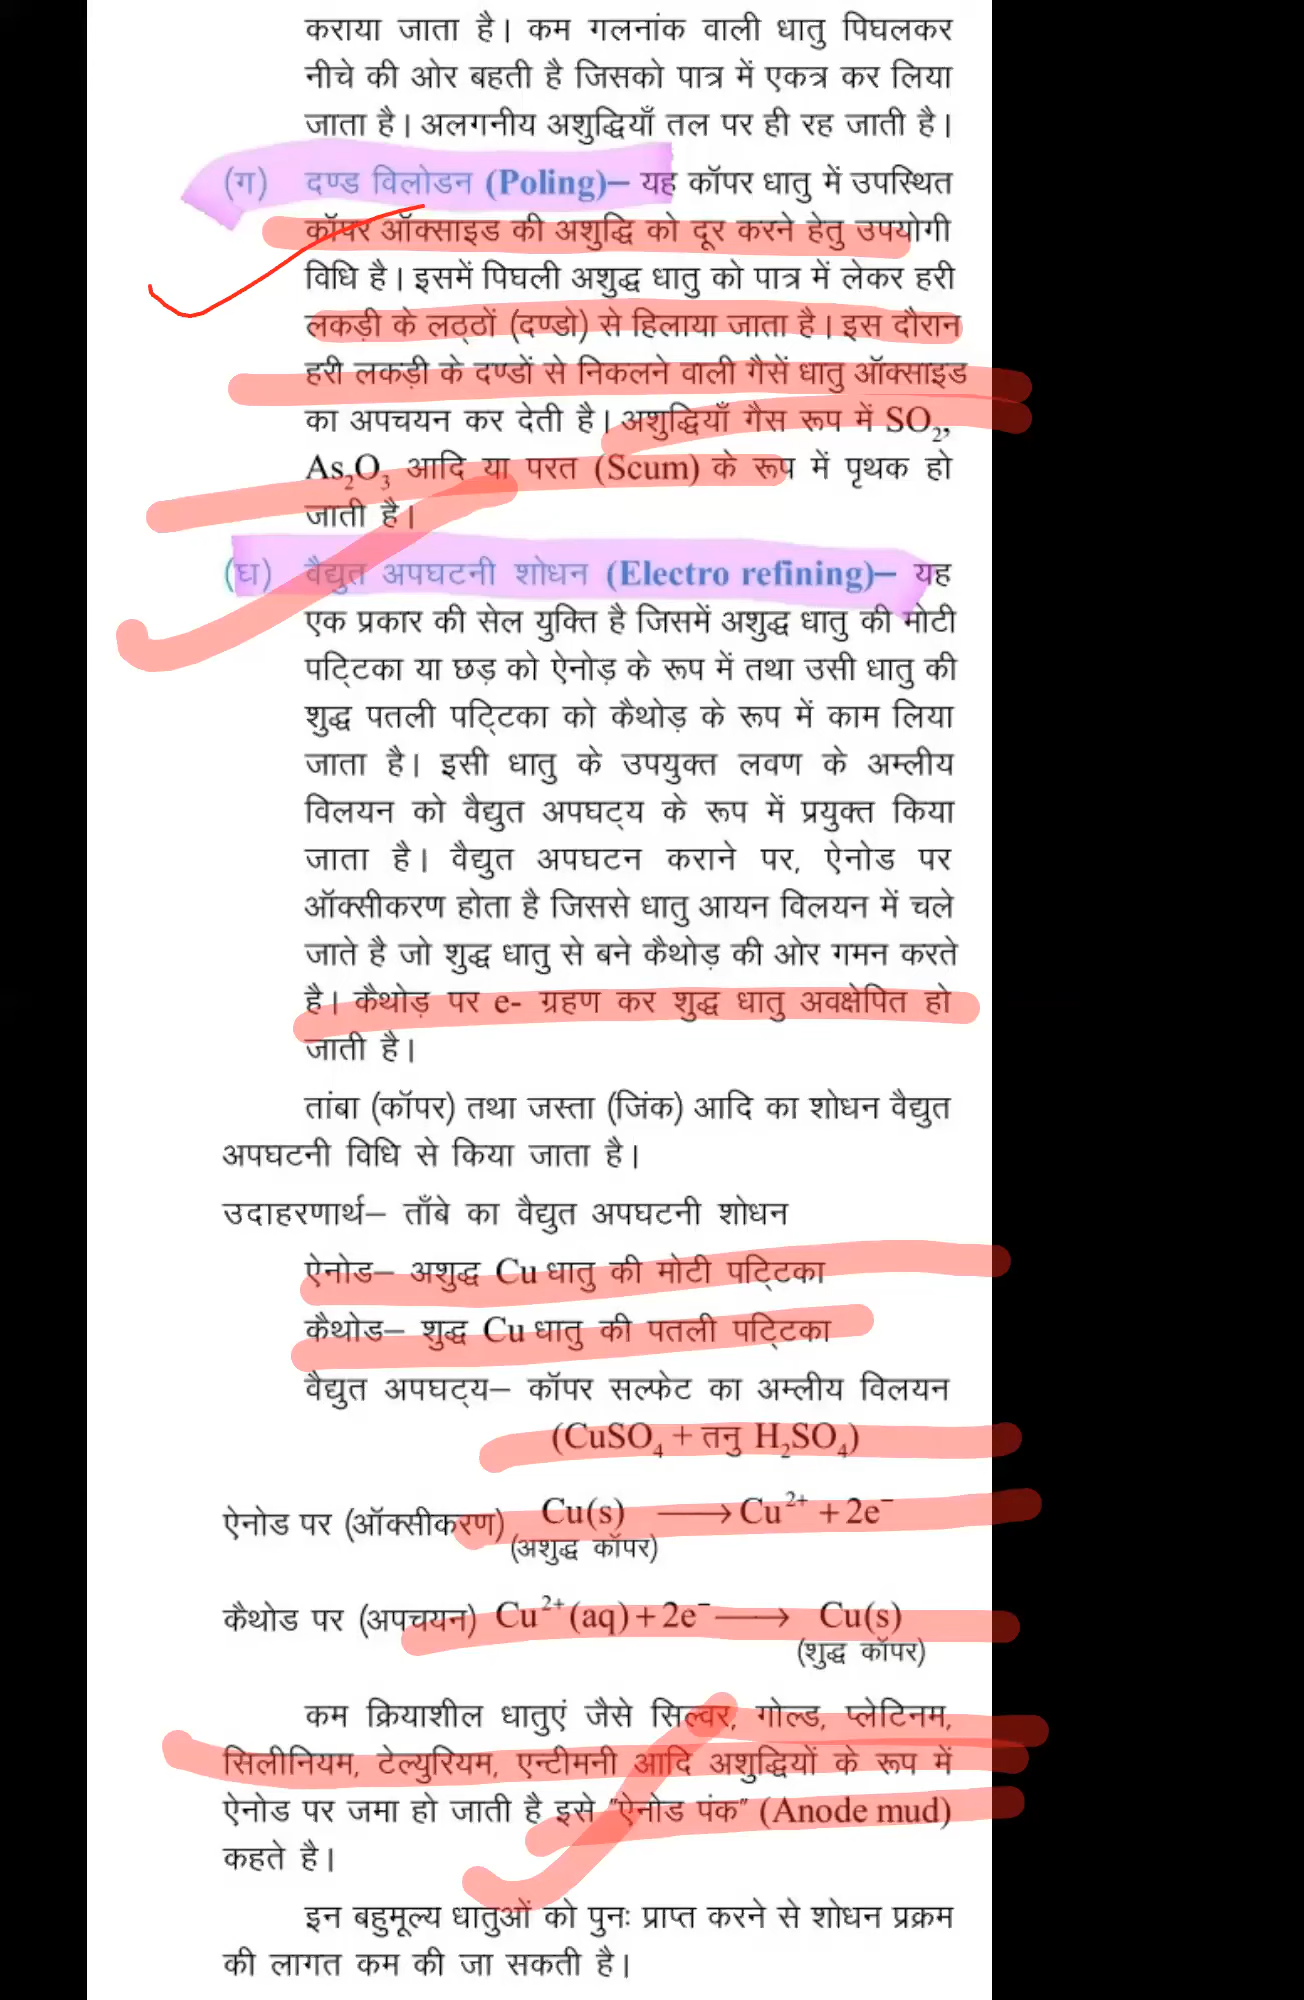 कराया जाता है। कम गलनांक वाली धातु पिघलकर
नीचे की ओर बहती है जिसको पात्र में एकत्र कर लिया
जाता है। अलगनीय अशुद्धियाँ तल पर ही रह जाती है।
(ग) दण्ड विलोडन (Poling)– यह कॉपर धातु में उपस्थित
कॉपर ऑक्साइड की अशुद्धि को दूर करने हेतु उपयोगी
विधि है। इसमें पिघली अशुद्ध धातु को पात्र में लेकर हरी
लकड़ी के लठ्ठों (दण्डो) से हिलाया जाता है। इस दौरान
हरी लकड़ी के दण्डों से निकलने वाली गैसें धातु ऑक्साइड
का अपचयन कर देती है। अशुद्धियाँ गैस रूप में SO₂,
As₂O₃ आदि या परत (Scum) के रूप में पृथक हो
जाती है।
(घ) वैद्युत अपघटनी शोधन (Electro refining)– यह
एक प्रकार की सेल युक्ति है जिसमें अशुद्ध धातु की मोटी
पट्टिका या छड़ को ऐनोड़ के रूप में तथा उसी धातु की
शुद्ध पतली पट्टिका को कैथोड़ के रूप में काम लिया
जाता है। इसी धातु के उपयुक्त लवण के अम्लीय
विलयन को वैद्युत अपघट्य के रूप में प्रयुक्त किया
जाता है। वैद्युत अपघटन कराने पर, ऐनोड पर
ऑक्सीकरण होता है जिससे धातु आयन विलयन में चले
जाते है जो शुद्ध धातु से बने कैथोड़ की ओर गमन करते
है। कैथोड़ पर e- ग्रहण कर शुद्ध धातु अवक्षेपित हो
जाती है।
तांबा (कॉपर) तथा जस्ता (जिंक) आदि का शोधन वैद्युत
अपघटनी विधि से किया जाता है।
उदाहरणार्थ– ताँबे का वैद्युत अपघटनी शोधन
ऐनोड– अशुद्ध Cu धातु की मोटी पट्टिका
कैथोड– शुद्ध Cu धातु की पतली पट्टिका
वैद्युत अपघट्य– कॉपर सल्फेट का अम्लीय विलयन
(CuSO₄ + तनु H₂SO₄)
ऐनोड पर (ऑक्सीकरण) Cu(s) ⟶ Cu²⁺ + 2e⁻
(अशुद्ध कॉपर)
कैथोड पर (अपचयन) Cu²⁺(aq) + 2e⁻ ⟶ Cu(s)
(शुद्ध कॉपर)
कम क्रियाशील धातुएं जैसे सिल्वर, गोल्ड, प्लेटिनम,
सिलीनियम, टेल्युरियम, एन्टीमनी आदि अशुद्धियों के रूप में
ऐनोड पर जमा हो जाती है इसे "ऐनोड पंक" (Anode mud)
कहते है।
इन बहुमूल्य धातुओं को पुनः प्राप्त करने से शोधन प्रक्रम
की लागत कम की जा सकती है।